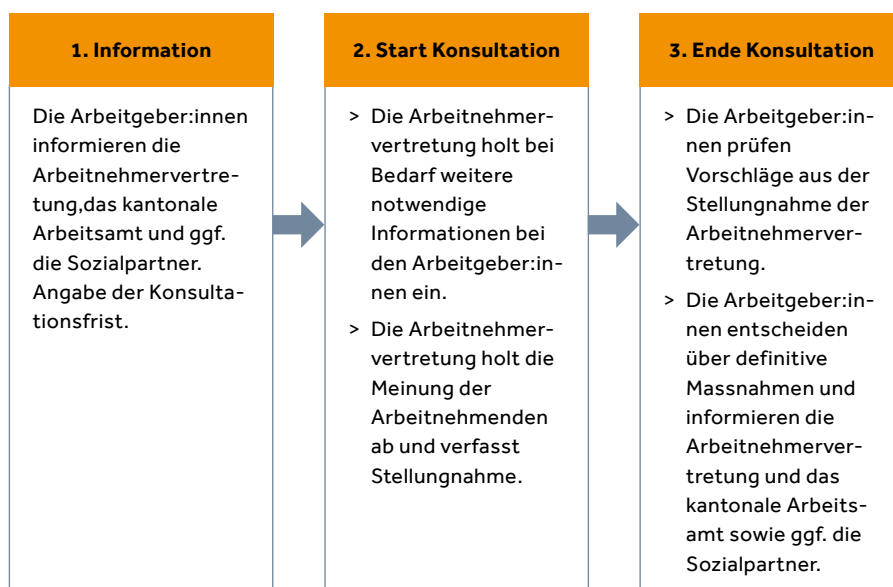 1. Information
Die Arbeitgeber:innen
informieren die
Arbeitnehmervertre-
tung,das kantonale
Arbeitsamt und ggf.
die Sozialpartner.
Angabe der Konsulta-
tionsfrist.
2. Start Konsultation
> Die Arbeitnehmer-
vertretung holt bei
Bedarf weitere
notwendige
Informationen bei
den Arbeitgeber:in-
nen ein.
> Die Arbeitnehmer-
vertretung holt die
Meinung der
Arbeitnehmenden
ab und verfasst
Stellungnahme.
3. Ende Konsultation
> Die Arbeitgeber:in-
nen prüfen
Vorschläge aus der
Stellungnahme der
Arbeitnehmerver-
tretung.
> Die Arbeitgeber:in-
nen entscheiden
über definitive
Massnahmen und
informieren die
Arbeitnehmerver-
tretung und das
kantonale Arbeits-
amt sowie ggf. die
Sozialpartner.